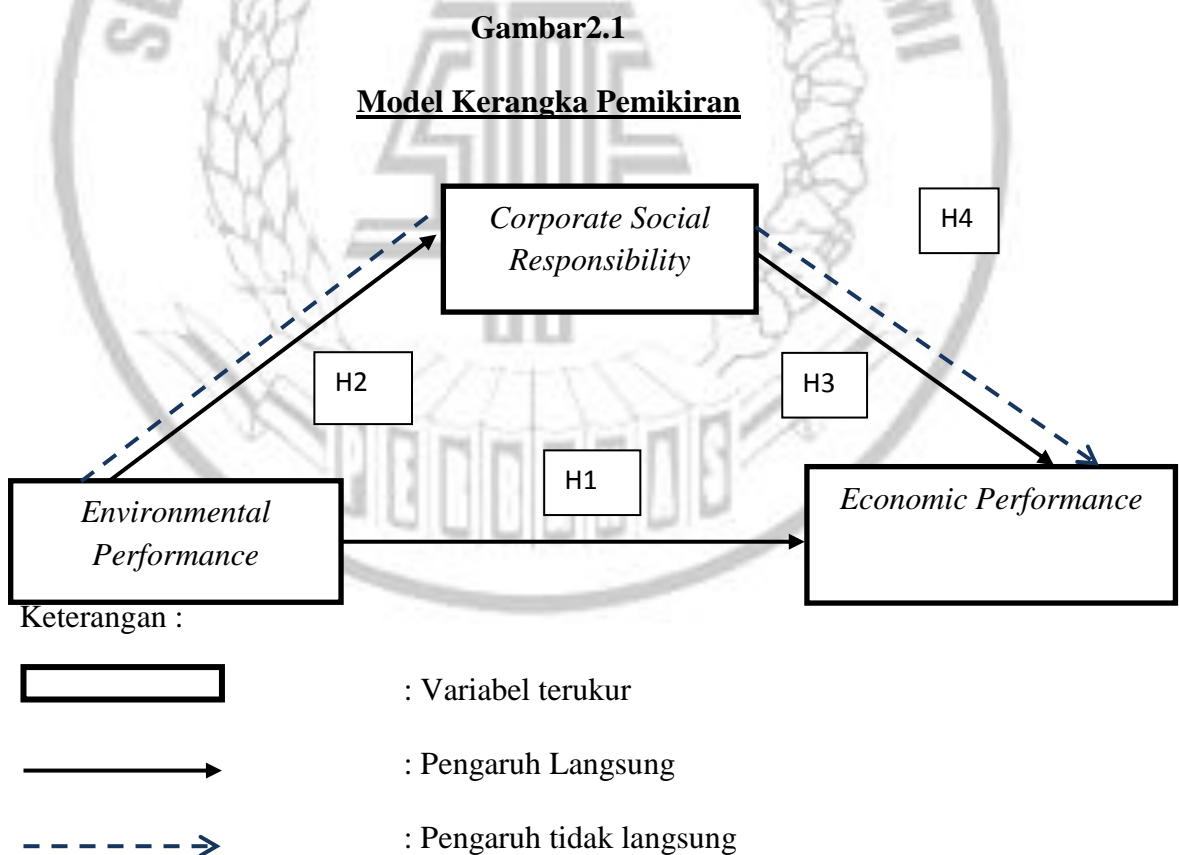 Gambar2.1
Model Kerangka Pemikiran
Corporate Social
Responsibility
H4
H2
H3
H1
Environmental
Performance
Economic Performance
Keterangan :
: Variabel terukur
: Pengaruh Langsung
: Pengaruh tidak langsung